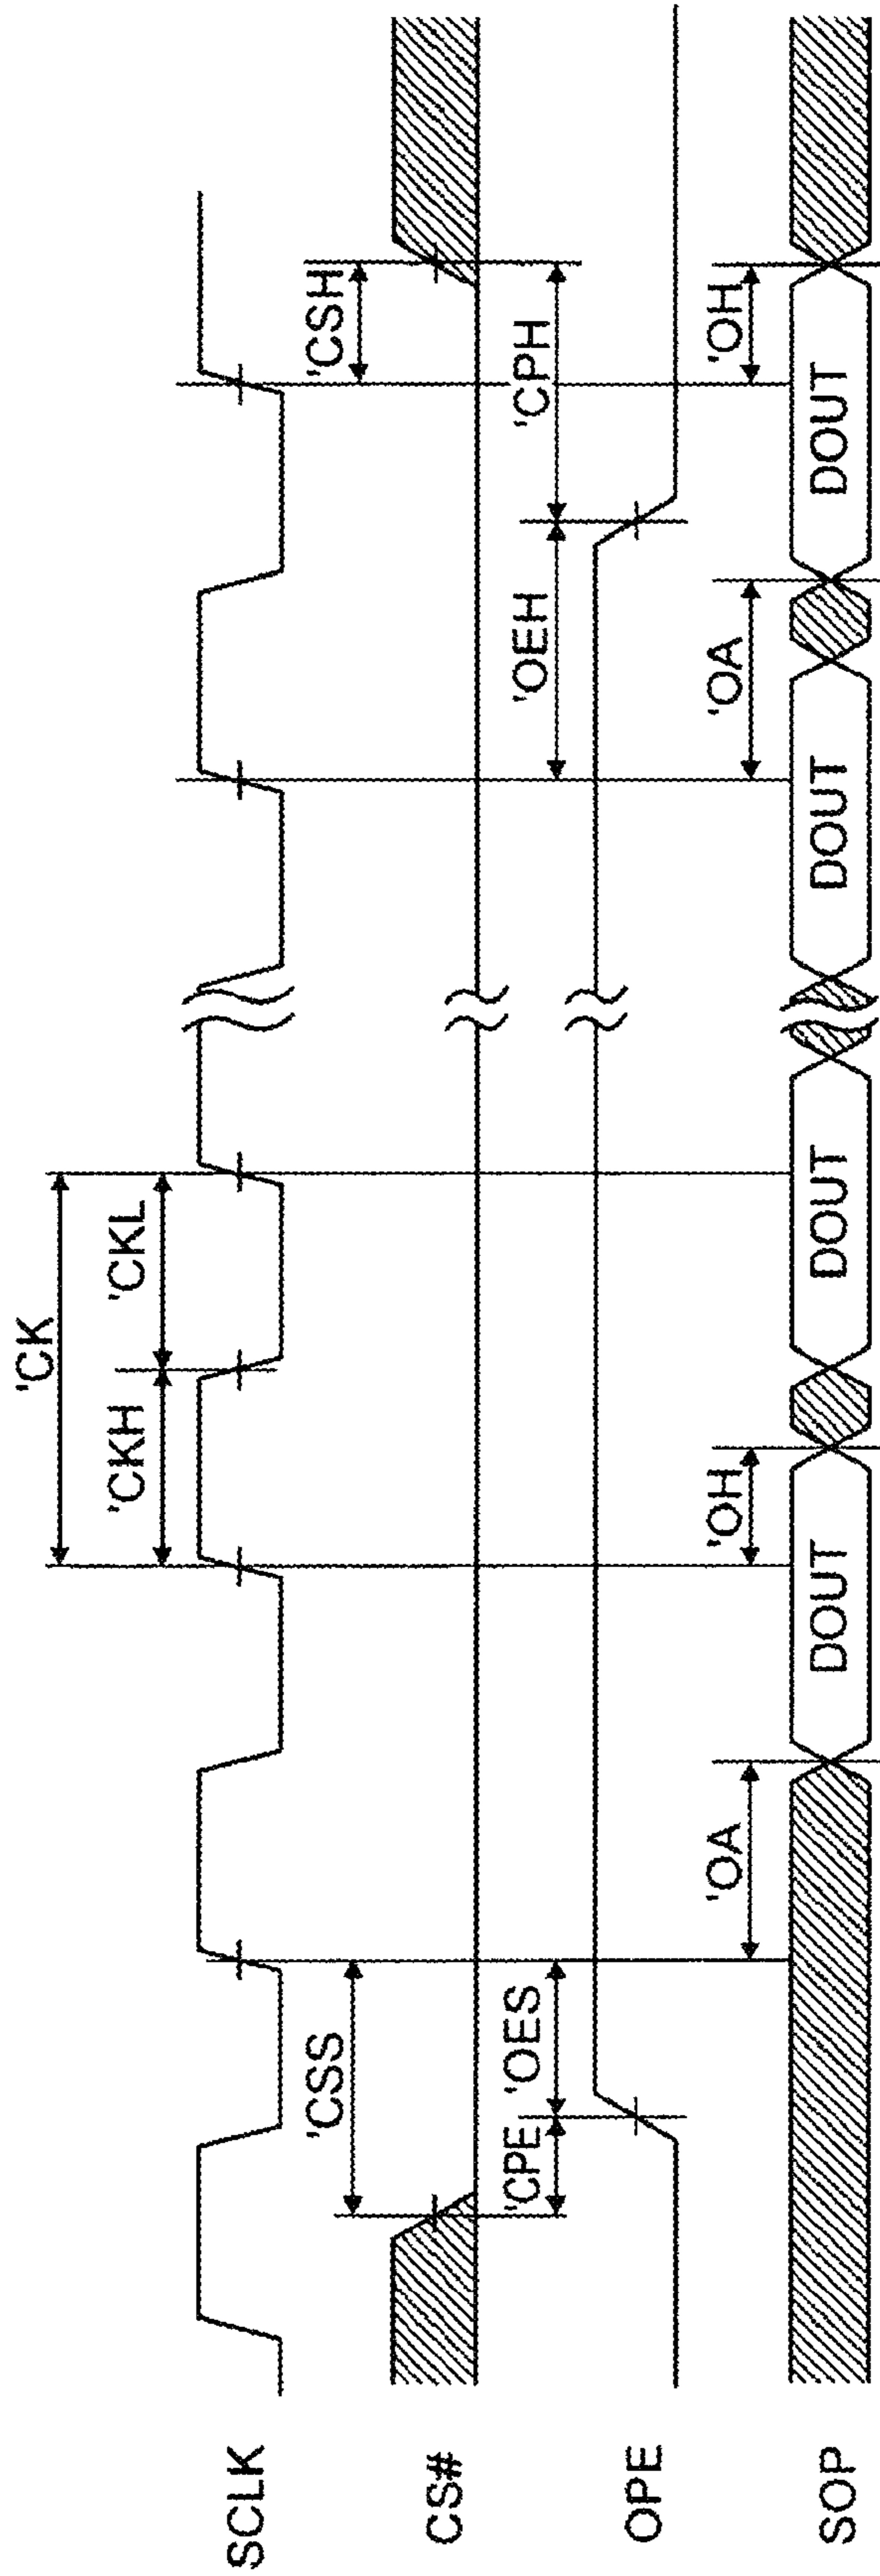 'CK
'CKH 'CKL
SCLK
'CSS 'CSH
CS#
'CPE 'OES 'OEH 'CPH
OPE
'OA 'OH 'OA 'OH
SOP DOUT DOUT DOUT DOUT